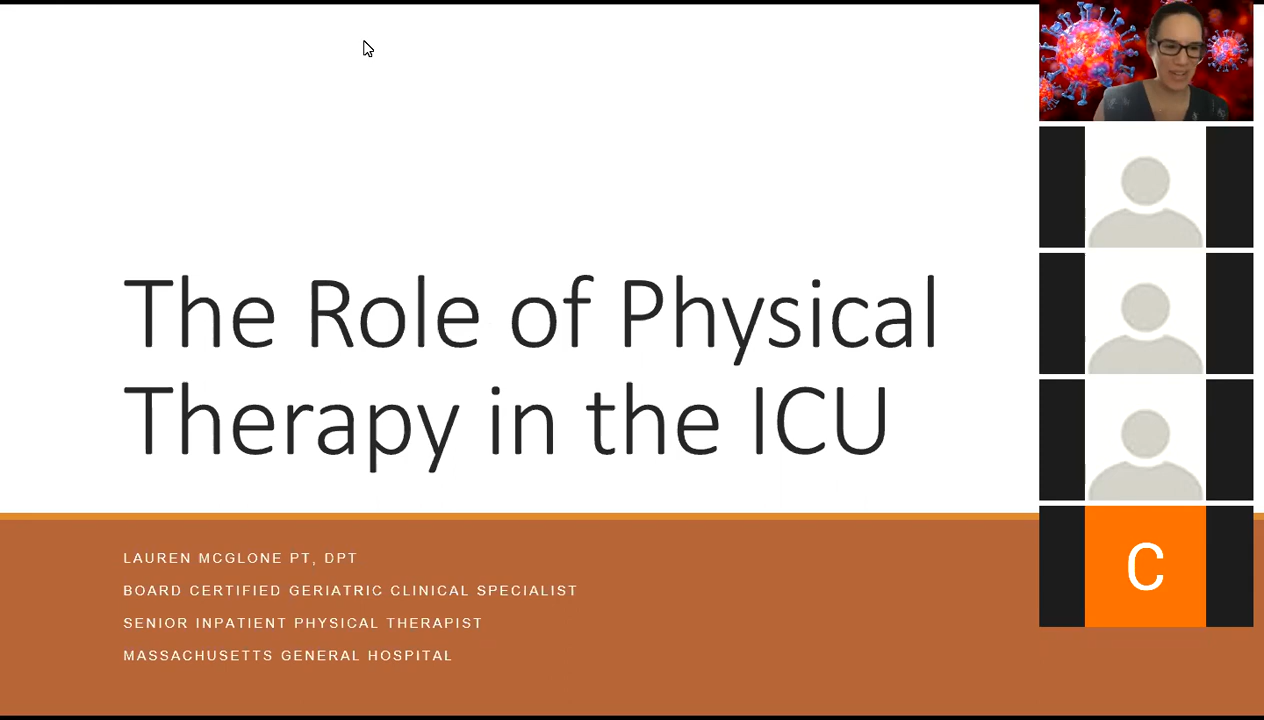 The Role of Physical
Therapy in the ICU
LAUREN MCGLONE PT, DPT
BOARD CERTIFIED GERIATRIC CLINICAL SPECIALIST
SENIOR INPATIENT PHYSICAL THERAPIST
MASSACHUSETTS GENERAL HOSPITAL
C